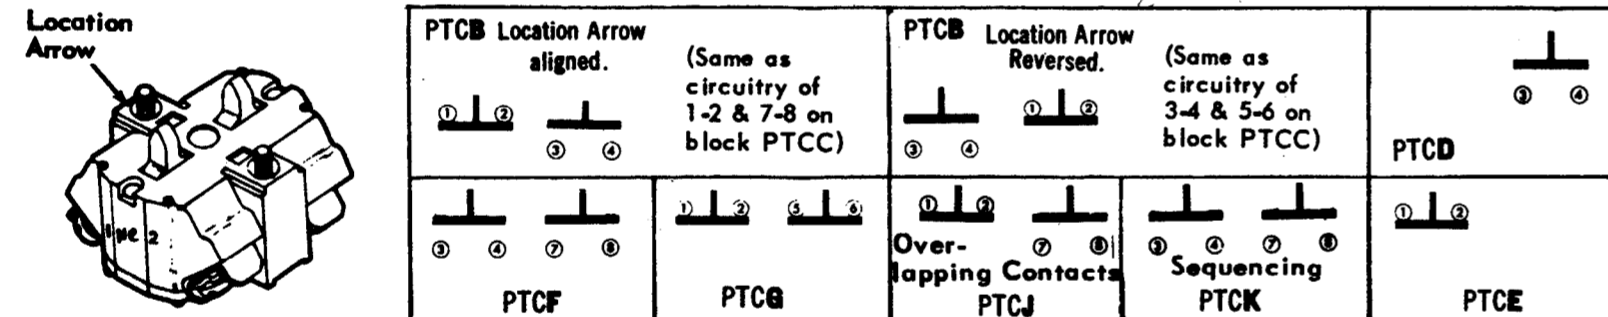 Location
Arrow
PTCB Location Arrow
aligned.
(Same as
circuitry of
1-2 & 7-8 on
block PTCC)
① ②
③ ④
PTCB Location Arrow
Reversed.
(Same as
circuitry of
3-4 & 5-6 on
block PTCC)
① ②
③ ④
③ ④
PTCD
③ ④ ⑦ ⑧
PTCF
① ② ⑤ ⑥
PTCG
① ②
⑦ ⑧
Over-
lapping Contacts
PTCJ
③ ④ ⑦ ⑧
Sequencing
PTCK
① ②
PTCE